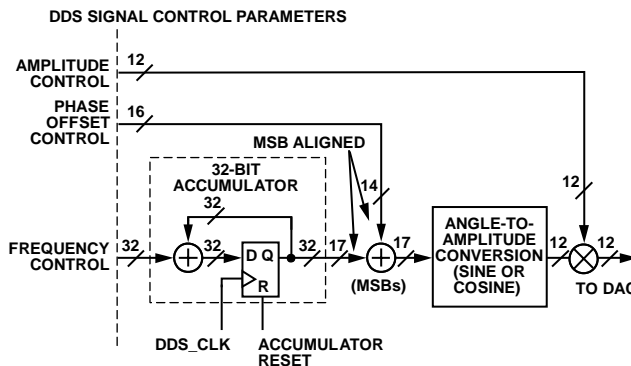 DDS SIGNAL CONTROL PARAMETERS
AMPLITUDE
CONTROL
12
PHASE
OFFSET
CONTROL
16
MSB ALIGNED
32-BIT
ACCUMULATOR
14
12
32
FREQUENCY
CONTROL
32
32
D Q
R
32
17
17
(MSBs)
ANGLE-TO-
AMPLITUDE
CONVERSION
(SINE OR
COSINE)
12
12
TO DAC
DDS_CLK
ACCUMULATOR
RESET